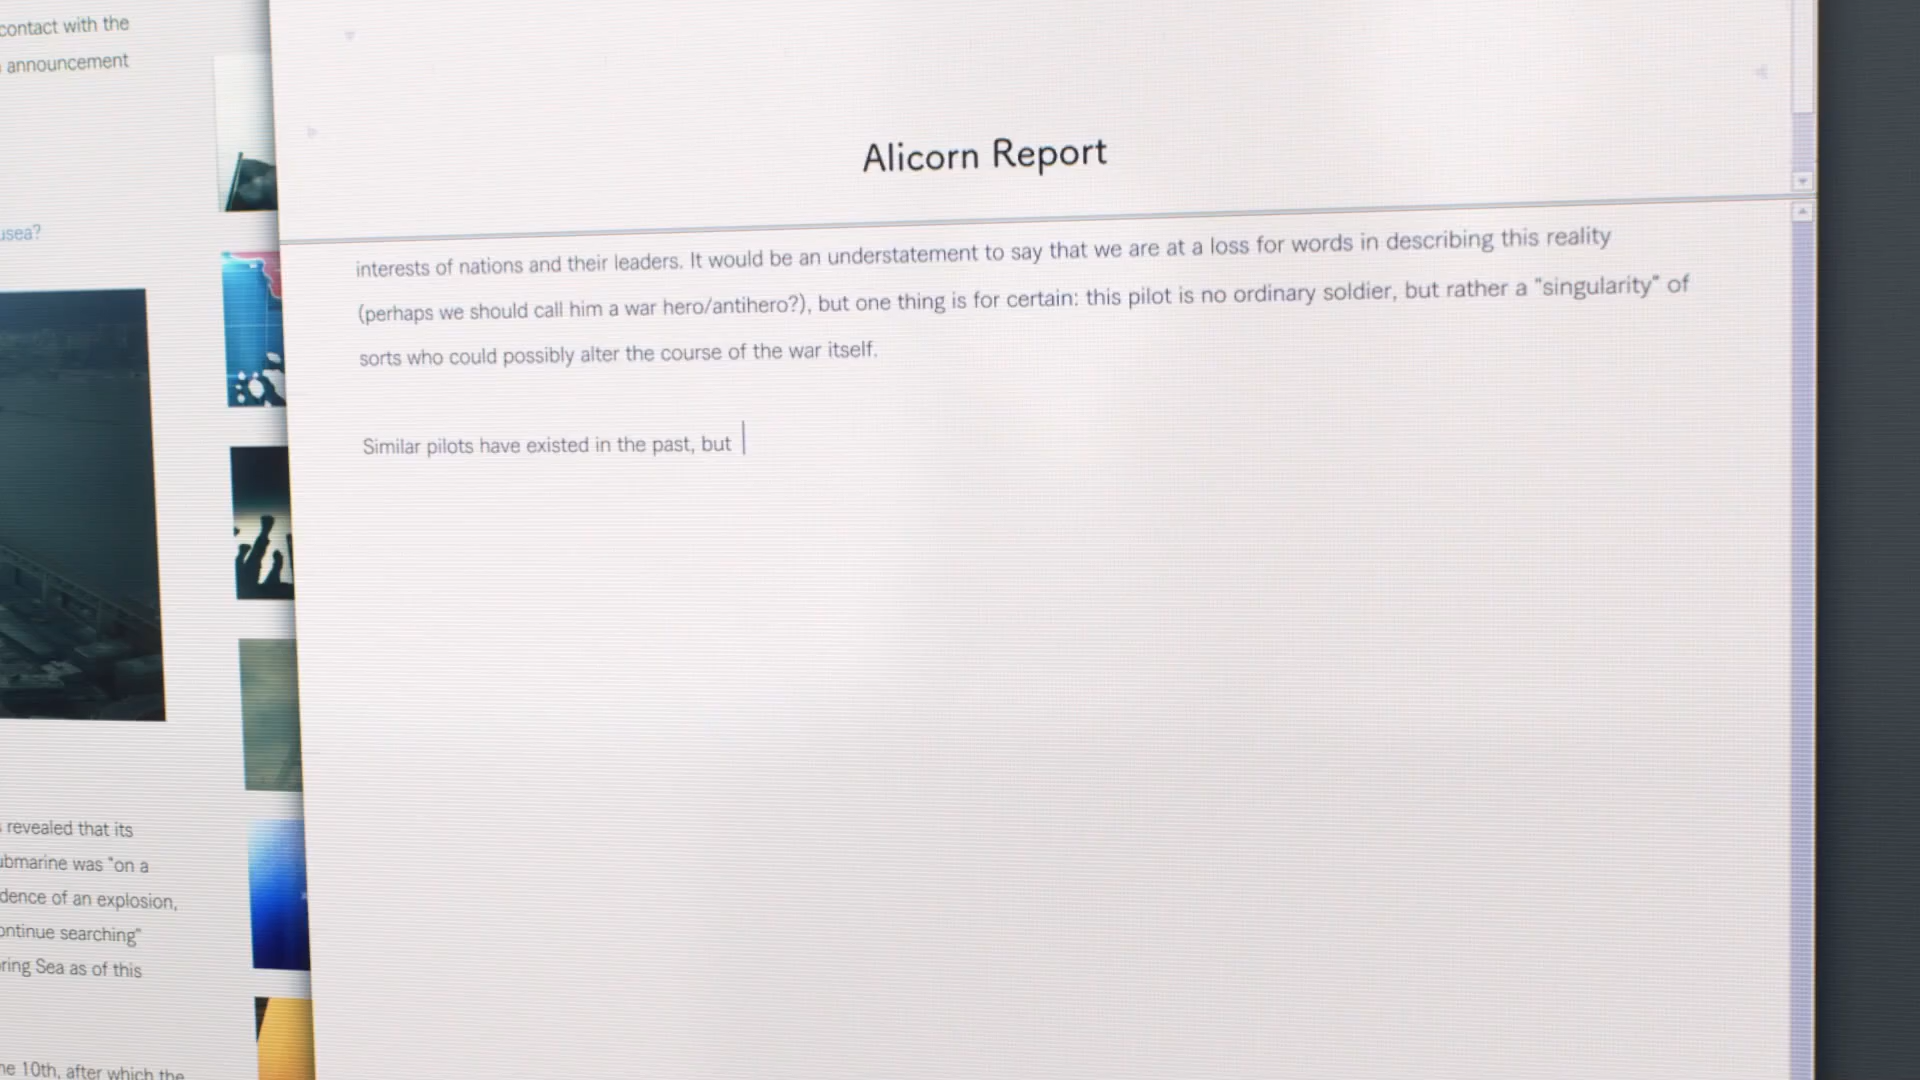 contact with the
announcement
usea?
revealed that its
ubmarine was "on a
dence of an explosion,
ontinue searching"
ring Sea as of this
ne 10th, after which the
Alicorn Report
interests of nations and their leaders. It would be an understatement to say that we are at a loss for words in describing this reality
(perhaps we should call him a war hero/antihero?), but one thing is for certain: this pilot is no ordinary soldier, but rather a "singularity" of
sorts who could possibly alter the course of the war itself.
Similar pilots have existed in the past, but